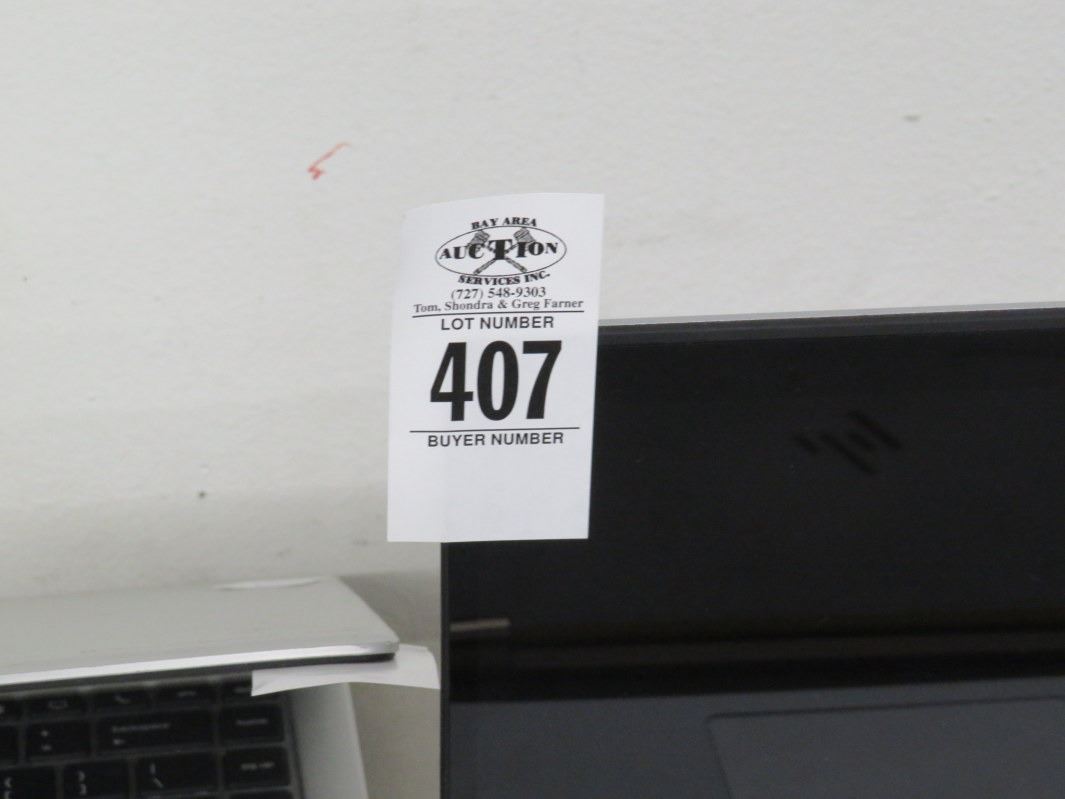 BAY AREA
AUCTION
SERVICES INC.
(727) 548-9303
Tom, Shondra & Greg Farner
LOT NUMBER
407
BUYER NUMBER